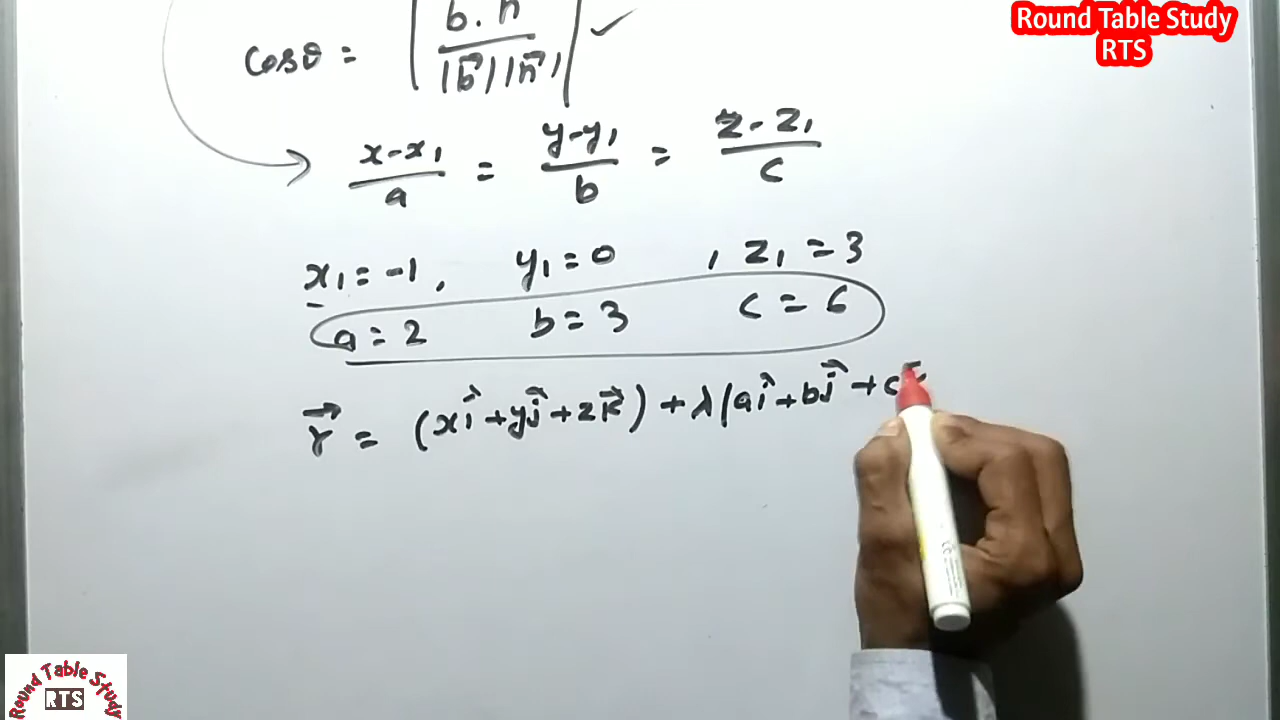 Round Table Study
RTS
cosθ = | b . n / |b⃗| |n⃗| | ✓
x-x₁/a = y-y₁/b = z-z₁/c
x₁ = -1, y₁ = 0 , z₁ = 3
a = 2 b = 3 c = 6
r⃗ = (xî + yĵ + zk⃗) + λ(aî + bĵ + c
Round Table Study
RTS